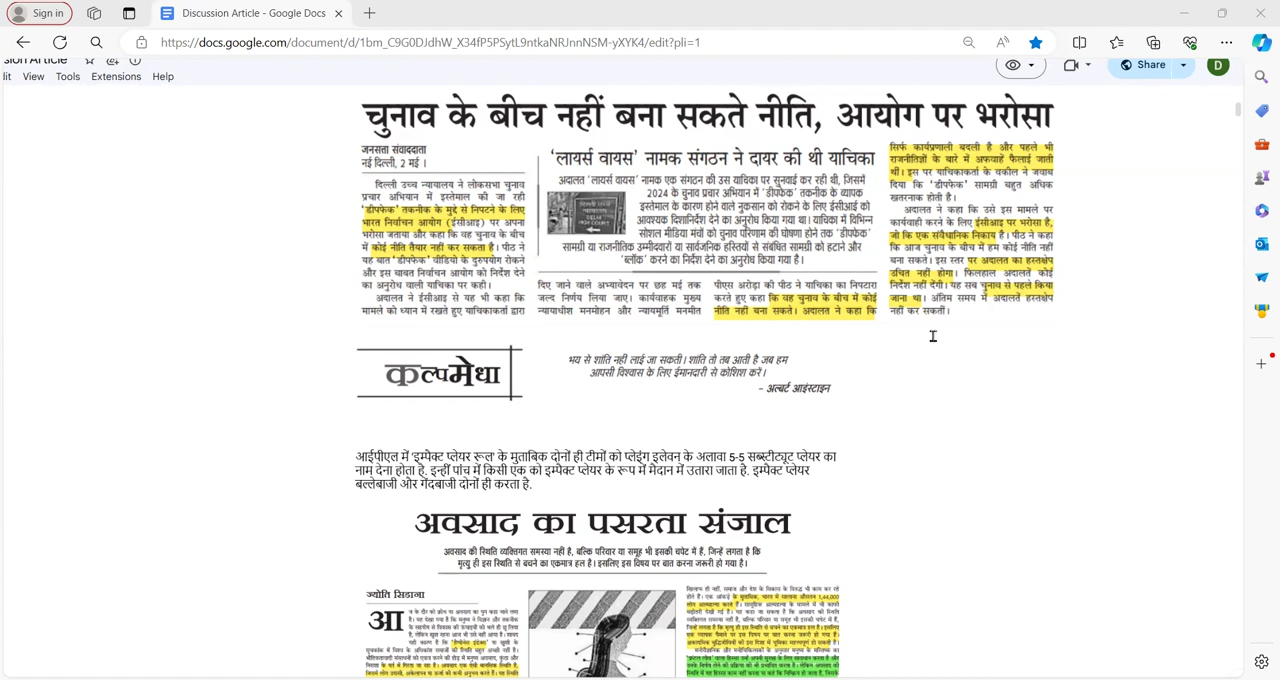 Sign in
Discussion Article - Google Docs
https://docs.google.com/document/d/1bm_C9G0DJdhW_X34fP5PSytL9ntkaNRJnnNSM-yXYK4/edit?pli=1
sion Article
lit View Tools Extensions Help
Share
D
चुनाव के बीच नहीं बना सकते नीति, आयोग पर भरोसा
जनसत्ता संवाददाता
नई दिल्ली, 2 मई ।
दिल्ली उच्च न्यायालय ने लोकसभा चुनाव
प्रचार अभियान में इस्तेमाल की जा रही
'डीपफेक' तकनीक के मुद्दे से निपटने के लिए
भारत निर्वाचन आयोग (ईसीआइ) पर अपना
भरोसा जताया और कहा कि वह चुनाव के बीच
में कोई नीति तैयार नहीं कर सकता है। पीठ ने
यह बात 'डीपफेक' वीडियो के दुरुपयोग रोकने
और इस बाबत निर्वाचन आयोग को निर्देश देने
का अनुरोध वाली याचिका पर कही।
अदालत ने ईसीआइ से यह भी कहा कि
मामले को ध्यान में रखते हुए याचिकाकर्ता द्वारा
'लायर्स वायस' नामक संगठन ने दायर की थी याचिका
अदालत 'लायर्स वायस' नामक एक संगठन की उस याचिका पर सुनवाई कर रही थी, जिसमें
2024 के चुनाव प्रचार अभियान में 'डीपफेक' तकनीक के व्यापक
इस्तेमाल के कारण होने वाले नुकसान को रोकने के लिए ईसीआई को
आवश्यक दिशानिर्देश देने का अनुरोध किया गया था। याचिका में विभिन्न
सोशल मीडिया मंचों को चुनाव परिणाम की घोषणा होने तक 'डीपफेक'
सामग्री या राजनीतिक उम्मीदवारों या सार्वजनिक हस्तियों से संबंधित सामग्री को हटाने और
'ब्लॉक' करने का निर्देश देने का अनुरोध किया गया है।
दिए जाने वाले अभ्यावेदन पर छह मई तक
जल्द निर्णय लिया जाए। कार्यवाहक मुख्य
न्यायाधीश मनमोहन और न्यायमूर्ति मनमीत
पीएस अरोड़ा की पीठ ने याचिका का निपटारा
करते हुए कहा कि वह चुनाव के बीच में कोई
नीति नहीं बना सकते। अदालत ने कहा कि
सिर्फ कार्यप्रणाली बदली है और पहले भी
राजनीतिज्ञों के बारे में अफवाहें फैलाई जाती
थीं। इस पर याचिकाकर्ता के वकील ने जवाब
दिया कि 'डीपफेक' सामग्री बहुत अधिक
खतरनाक होती है।
अदालत ने कहा कि उसे इस मामले पर
कार्यवाही करने के लिए ईसीआइ पर भरोसा है,
जो कि एक संवैधानिक निकाय है। पीठ ने कहा
कि आज चुनाव के बीच में हम कोई नीति नहीं
बना सकते। इस स्तर पर अदालत का हस्तक्षेप
उचित नहीं होगा। फिलहाल अदालतें कोई
निर्देश नहीं देंगी। यह सब चुनाव से पहले किया
जाना था। अंतिम समय में अदालतें हस्तक्षेप
नहीं कर सकतीं।
कल्पमेधा
भय से शांति नहीं लाई जा सकती। शांति तो तब आती है जब हम
आपसी विश्वास के लिए ईमानदारी से कोशिश करें।
- अल्बर्ट आइंस्टाइन
आईपीएल में 'इम्पैक्ट प्लेयर रूल' के मुताबिक दोनों ही टीमों को प्लेइंग इलेवन के अलावा 5-5 सब्स्टीट्यूट प्लेयर का
नाम देना होता है. इन्हीं पांच में किसी एक को इम्पैक्ट प्लेयर के रूप में मैदान में उतारा जाता है. इम्पैक्ट प्लेयर
बल्लेबाजी और गेंदबाजी दोनों ही करता है.
अवसाद का पसरता संजाल
अवसाद की स्थिति व्यक्तिगत समस्या नहीं है, बल्कि परिवार या समूह भी इसकी चपेट में हैं, जिन्हें लगता है कि
मृत्यु ही इस स्थिति से बचने का एकमात्र हल है। इसलिए इस विषय पर बात करना जरूरी हो गया है।
ज्योति सिडाना